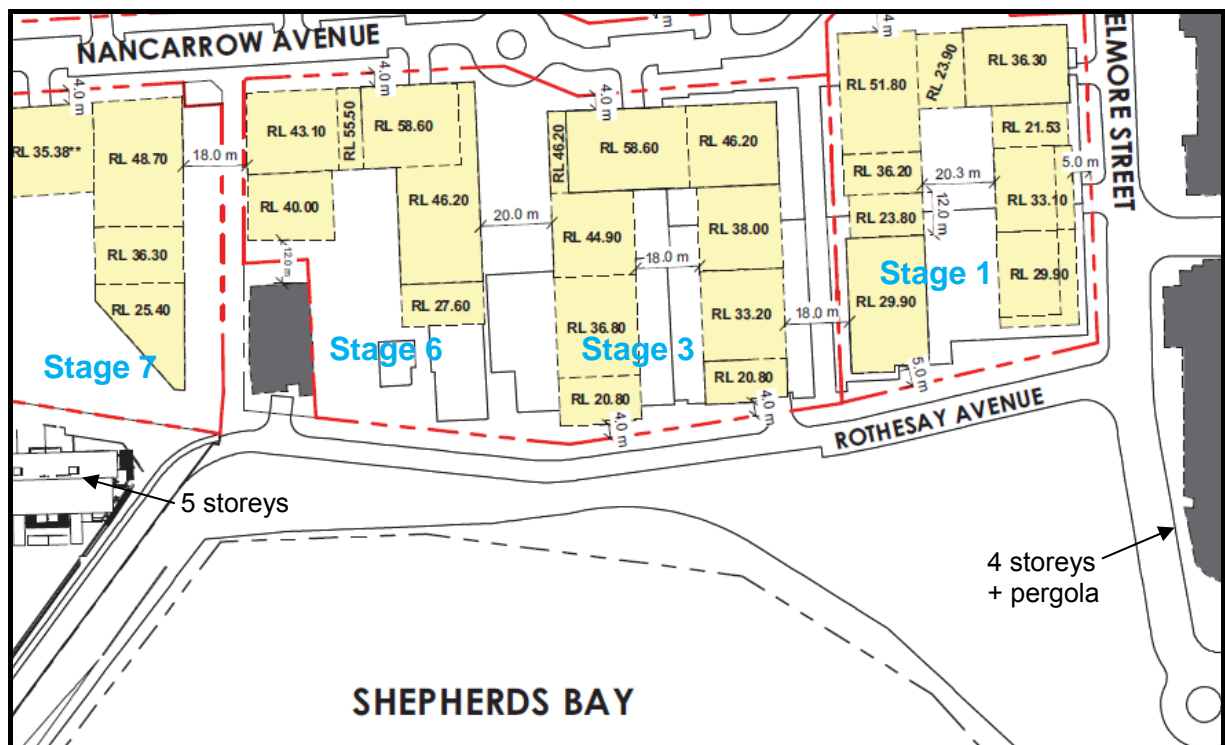 NANCARROW AVENUE
ELMORE STREET
4.0 m
4.0 m
4.0 m
4 m
m
RL 35.38**
RL 48.70
18.0 m
RL 43.10
RL 55.50
RL 58.60
RL 46.20
RL 58.60
RL 46.20
RL 51.80
RL 23.90
RL 36.30
RL 21.53
RL 40.00
RL 46.20
20.0 m
RL 44.90
18.0 m
RL 38.00
RL 36.20
RL 23.80
20.3 m
12.0 m
RL 33.10
5.0 m
RL 36.30
RL 25.40
12.0 m
RL 27.60
RL 36.80
RL 33.20
18.0 m
RL 29.90
RL 29.90
Stage 7
Stage 6
Stage 3
Stage 1
RL 20.80
RL 20.80
4.0 m
4.0 m
5.0 m
ROTHESAY AVENUE
5 storeys
4 storeys
+ pergola
SHEPHERDS BAY